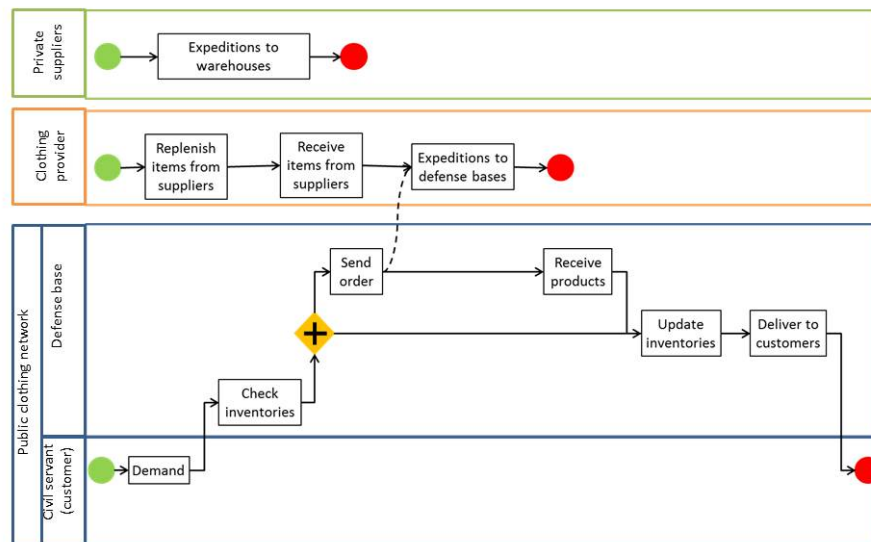 Private
suppliers
Expeditions to
warehouses
Clothing
provider
Replenish
items from
suppliers
Receive
items from
suppliers
Expeditions to
defense bases
Public clothing network
Defense base
Send
order
Receive
products
Update
inventories
Deliver to
customers
Check
inventories
Civil servant
(customer)
Demand